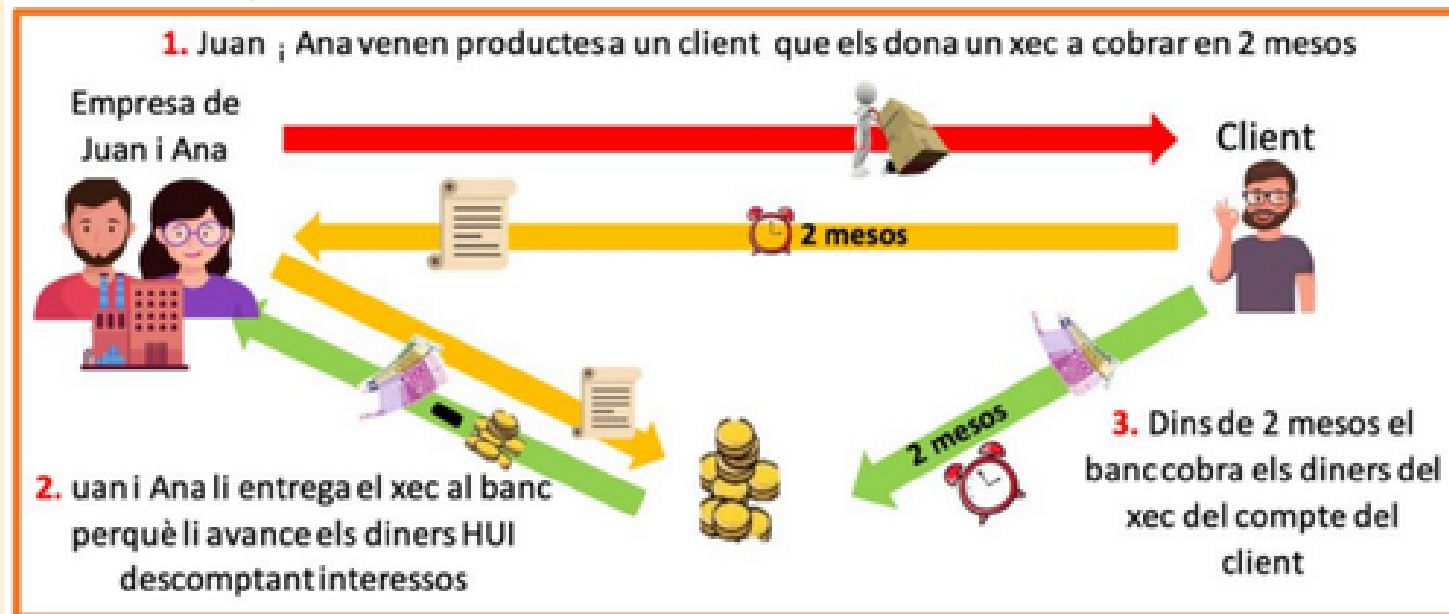 1. Juan i Ana venen productes a un client que els dona un xec a cobrar en 2 mesos
Empresa de
Juan i Ana
Client
2 mesos
2 mesos
2. uan i Ana li entrega el xec al banc
perquè li avance els diners HUI
descomptant interessos
3. Dins de 2 mesos el
banc cobra els diners del
xec del compte del
client